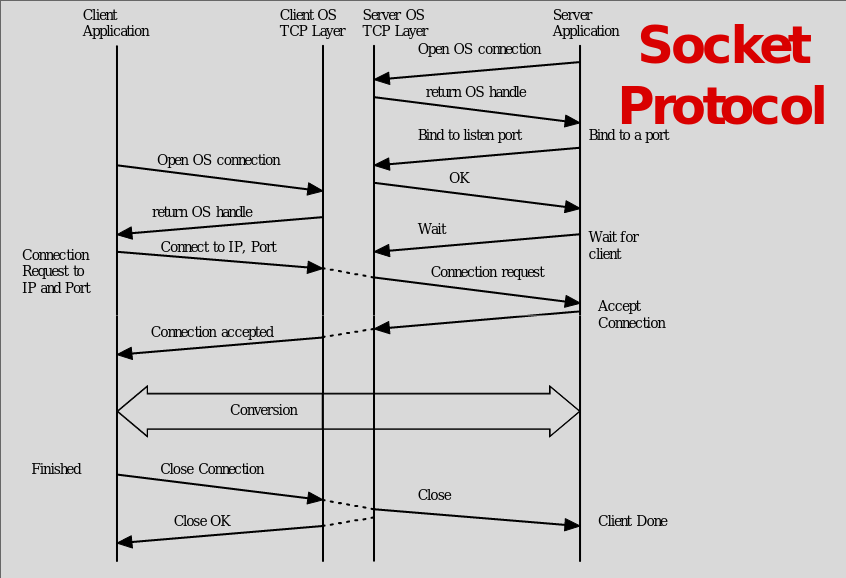 Client
Application
Client OS
TCP Layer
Server OS
TCP Layer
Server
Application
Socket
Protocol
Open OS connection
return OS handle
Bind to listen port
Bind to a port
Open OS connection
OK
return OS handle
Wait
Wait for
client
Connect to IP, Port
Connection
Request to
IP and Port
Connection request
Accept
Connection
Connection accepted
Conversion
Finished
Close Connection
Close
Close OK
Client Done